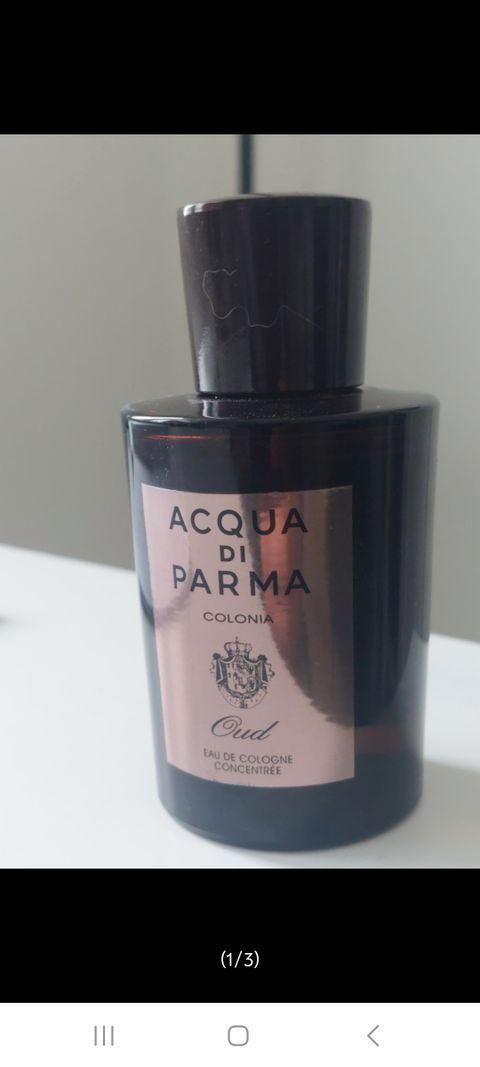 ACQUA
DI
PARMA
COLONIA
Oud
EAU DE COLOGNE
CONCENTRÉE
(1/3)